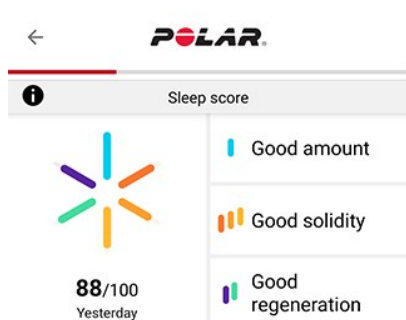 POLAR.
Sleep score
Good amount
Good solidity
88/100
Yesterday
Good
regeneration